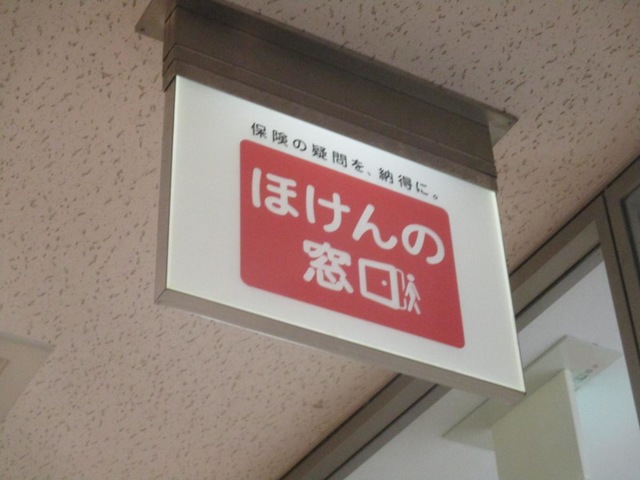 保険の疑問を、納得に。
ほけんの
窓口